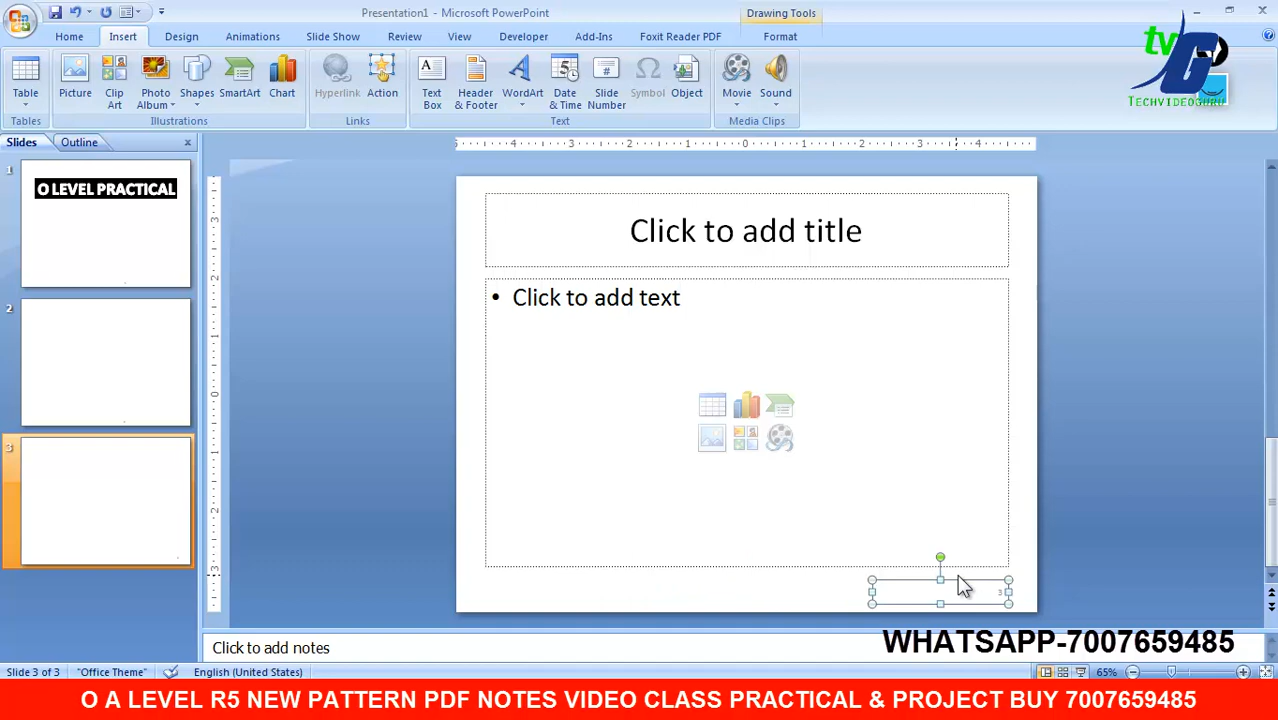 Presentation1 - Microsoft PowerPoint
Drawing Tools
Home Insert Design Animations Slide Show Review View Developer Add-Ins Foxit Reader PDF Format
Table
Picture
Clip Art
Photo Album
Shapes
SmartArt
Chart
Hyperlink
Action
Text Box
Header & Footer
WordArt
Date & Time
Slide Number
Symbol
Object
Movie
Sound
Tables Illustrations Links Text Media Clips
TECHVIDEOGURU
Slides Outline
1
O LEVEL PRACTICAL
2
3
Click to add title
• Click to add text
3
Click to add notes
WHATSAPP-7007659485
Slide 3 of 3 "Office Theme" English (United States) 65%
O A LEVEL R5 NEW PATTERN PDF NOTES VIDEO CLASS PRACTICAL & PROJECT BUY 7007659485